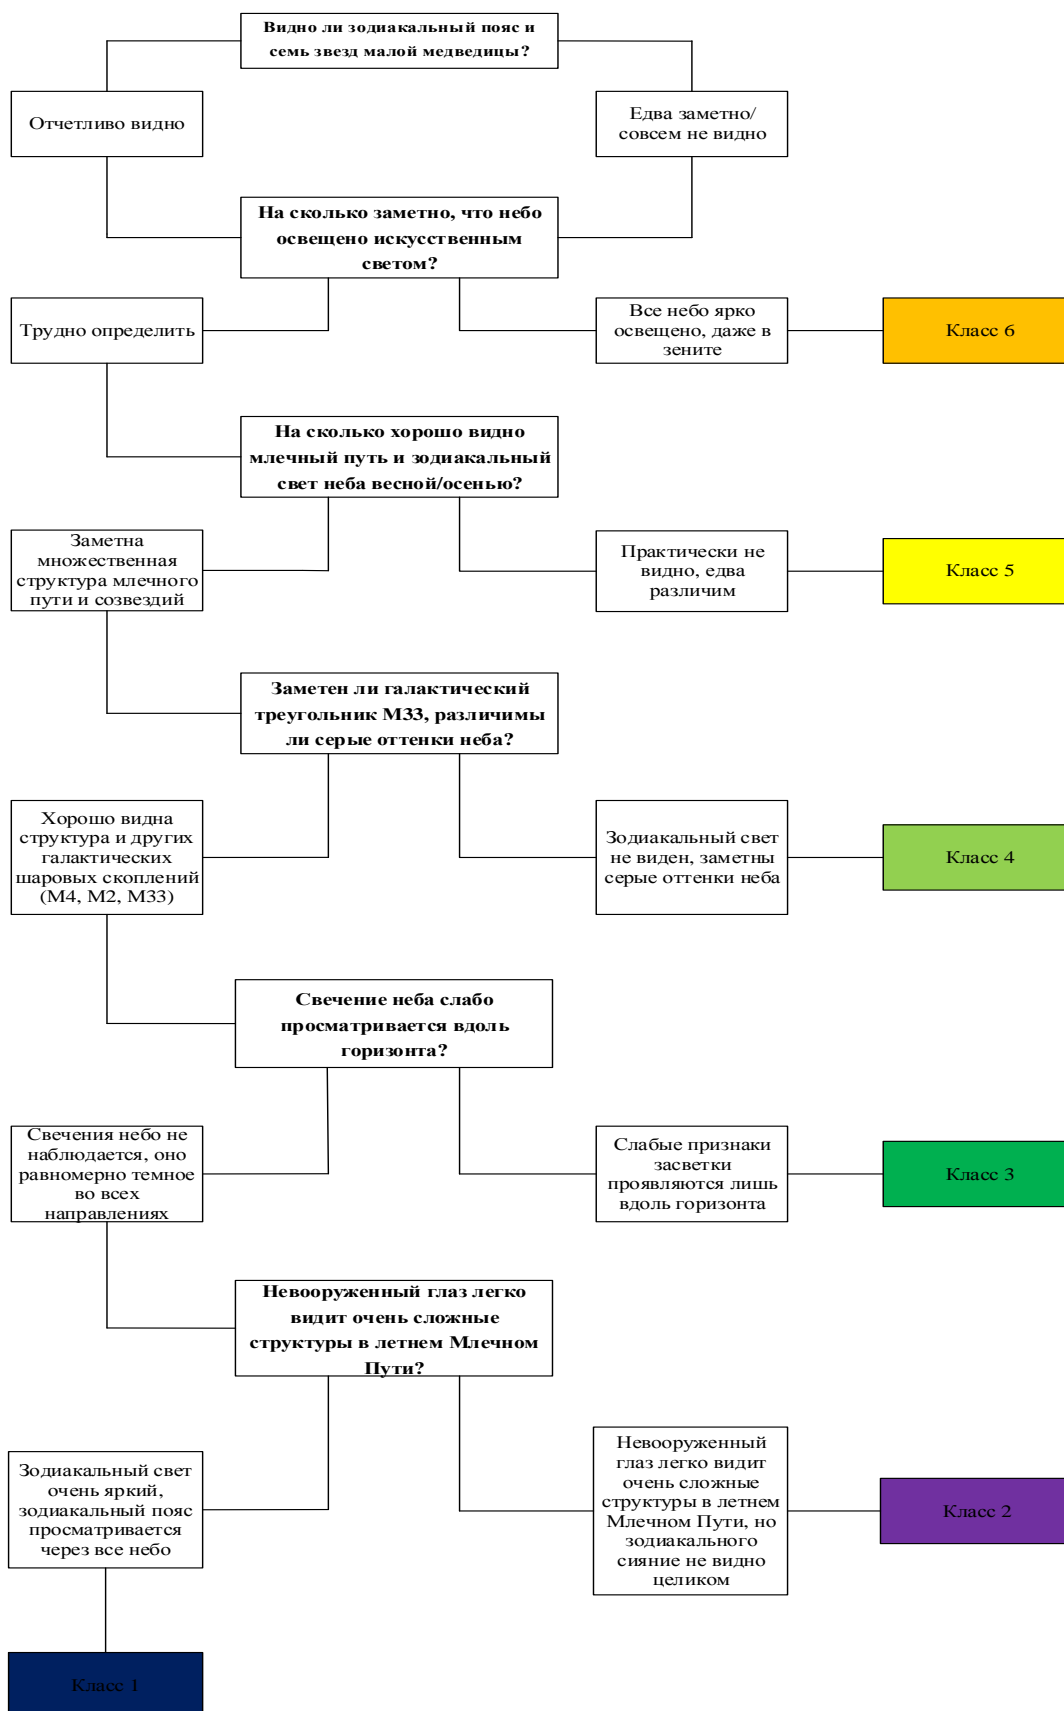 Видно ли зодиакальный пояс и
семь звезд малой медведицы?
Отчетливо видно
Едва заметно/
совсем не видно
На сколько заметно, что небо
освещено искусственным
светом?
Трудно определить
Все небо ярко
освещено, даже в
зените
Класс 6
На сколько хорошо видно
млечный путь и зодиакальный
свет неба весной/осенью?
Заметна
множественная
структура млечного
пути и созвездий
Практически не
видно, едва
различим
Класс 5
Заметен ли галактический
треугольник М33, различимы
ли серые оттенки неба?
Хорошо видна
структура и других
галактических
шаровых скоплений
(М4, М2, М33)
Зодиакальный свет
не виден, заметны
серые оттенки неба
Класс 4
Свечение неба слабо
просматривается вдоль
горизонта?
Свечения небо не
наблюдается, оно
равномерно темное
во всех
направлениях
Слабые признаки
засветки
проявляются лишь
вдоль горизонта
Класс 3
Невооруженный глаз легко
видит очень сложные
структуры в летнем Млечном
Пути?
Зодиакальный свет
очень яркий,
зодиакальный пояс
просматривается
через все небо
Невооруженный
глаз легко видит
очень сложные
структуры в летнем
Млечном Пути, но
зодиакального
сияние не видно
целиком
Класс 2
Класс 1